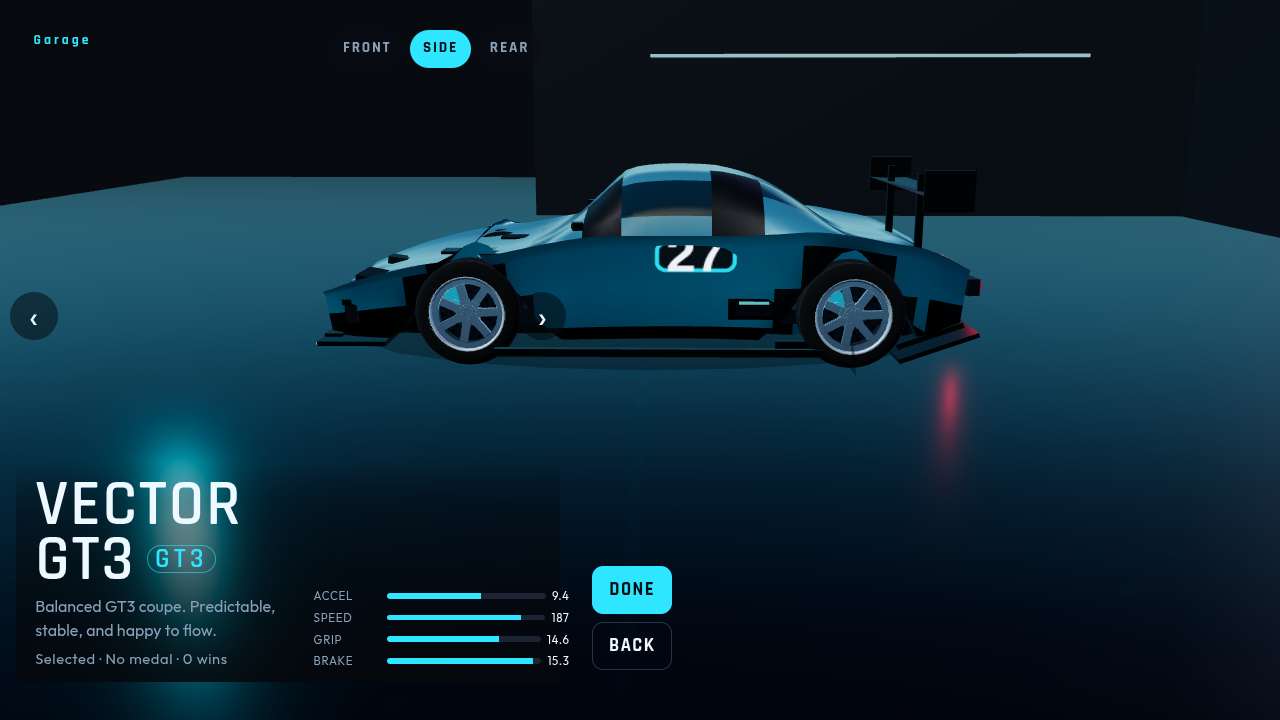 Garage
FRONT SIDE REAR
27
‹ ›
VECTOR
GT3 GT3
Balanced GT3 coupe. Predictable,
stable, and happy to flow.
Selected · No medal · 0 wins
ACCEL 9.4
SPEED 187
GRIP 14.6
BRAKE 15.3
DONE
BACK